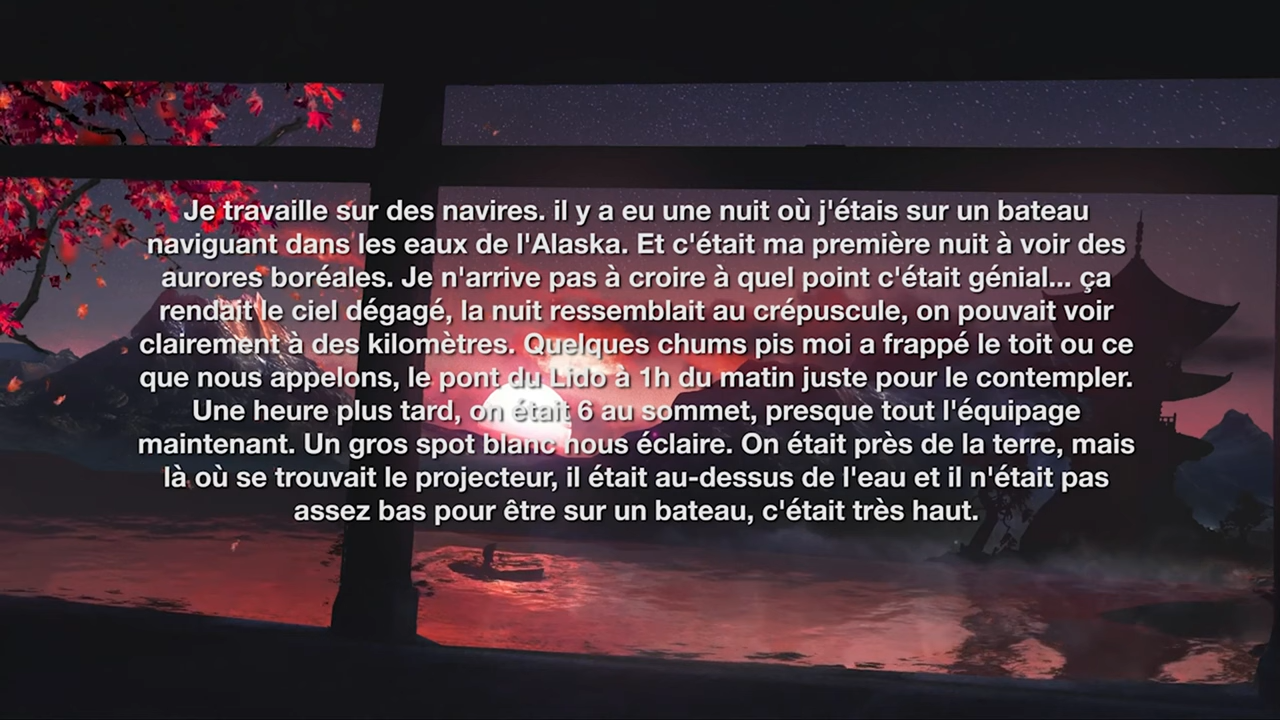 Je travaille sur des navires. il y a eu une nuit où j'étais sur un bateau
naviguant dans les eaux de l'Alaska. Et c'était ma première nuit à voir des
aurores boréales. Je n'arrive pas à croire à quel point c'était génial... ça
rendait le ciel dégagé, la nuit ressemblait au crépuscule, on pouvait voir
clairement à des kilomètres. Quelques chums pis moi a frappé le toit ou ce
que nous appelons, le pont du Lido à 1h du matin juste pour le contempler.
Une heure plus tard, on était 6 au sommet, presque tout l'équipage
maintenant. Un gros spot blanc nous éclaire. On était près de la terre, mais
là où se trouvait le projecteur, il était au-dessus de l'eau et il n'était pas
assez bas pour être sur un bateau, c'était très haut.